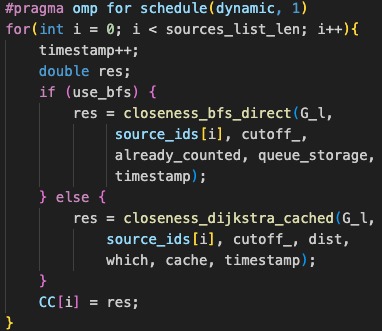 #pragma omp for schedule(dynamic, 1)
for(int i = 0; i < sources_list_len; i++){
    timestamp++;
    double res;
    if (use_bfs) {
        res = closeness_bfs_direct(G_l,
            source_ids[i], cutoff_,
            already_counted, queue_storage,
            timestamp);
    } else {
        res = closeness_dijkstra_cached(G_l,
            source_ids[i], cutoff_, dist,
            which, cache, timestamp);
    }
    CC[i] = res;
}